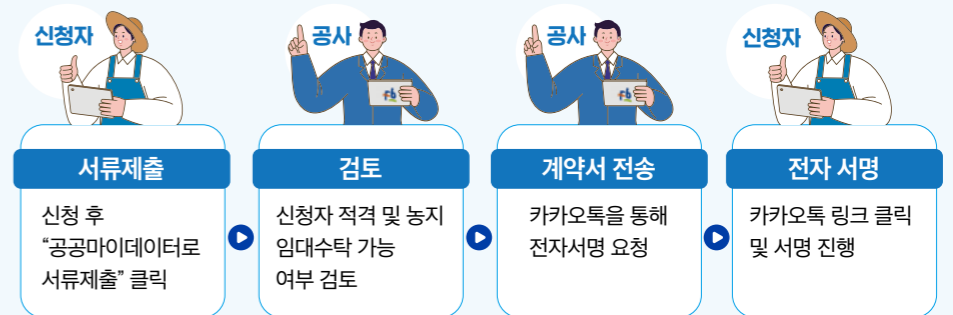 신청자
서류제출
신청 후
“공공마이데이터로
서류제출” 클릭
공사
검토
신청자 적격 및 농지
임대수탁 가능
여부 검토
공사
계약서 전송
카카오톡을 통해
전자서명 요청
신청자
전자 서명
카카오톡 링크 클릭
및 서명 진행